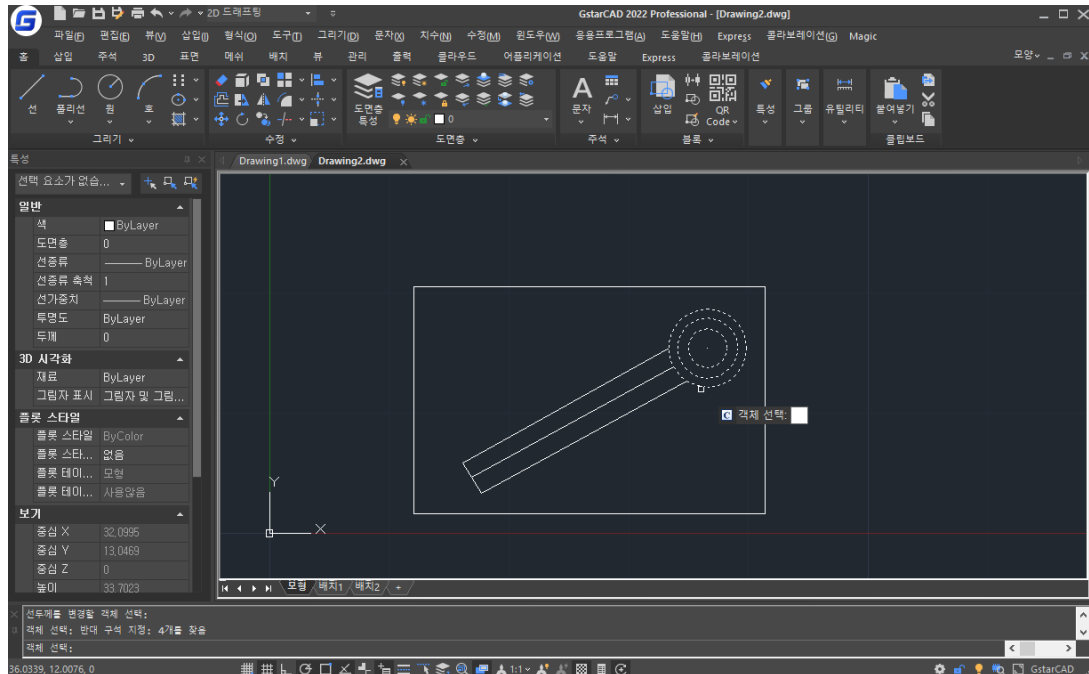 2D 드래프팅
GstarCAD 2022 Professional - [Drawing2.dwg]
파일(F) 편집(E) 뷰(V) 삽입(I) 형식(O) 도구(T) 그리기(D) 문자(X) 치수(N) 수정(M) 윈도우(W) 응용프로그램(A) 도움말(H) Express 콜라보레이션(G) Magic
홈 삽입 주석 3D 표면 메쉬 배치 뷰 관리 출력 클라우드 어플리케이션 도움말 Express 콜라보레이션 모양
선 폴리선 원 호
도면층 특성
0
문자
삽입
QR Code
특성 그룹 유틸리티 붙여넣기
그리기 수정 도면층 주석 블록 클립보드
특성
Drawing1.dwg Drawing2.dwg
선택 요소가 없습...
일반
색 ByLayer
도면층 0
선종류 ByLayer
선종류 축척 1
선가중치 ByLayer
투명도 ByLayer
두께 0
3D 시각화
재료 ByLayer
그림자 표시 그림자 및 그림...
플롯 스타일
플롯 스타일 ByColor
플롯 스타... 없음
플롯 테이... 모형
플롯 테이... 사용않음
보기
중심 X 32,0995
중심 Y 13,0469
중심 Z 0
높이 33,7023
객체 선택:
Y
X
모형 배치1 배치2 +
선두께를 변경할 객체 선택:
객체 선택: 반대 구석 지정: 4개를 찾음
객체 선택:
36.0339, 12.0076, 0
1:1
GstarCAD